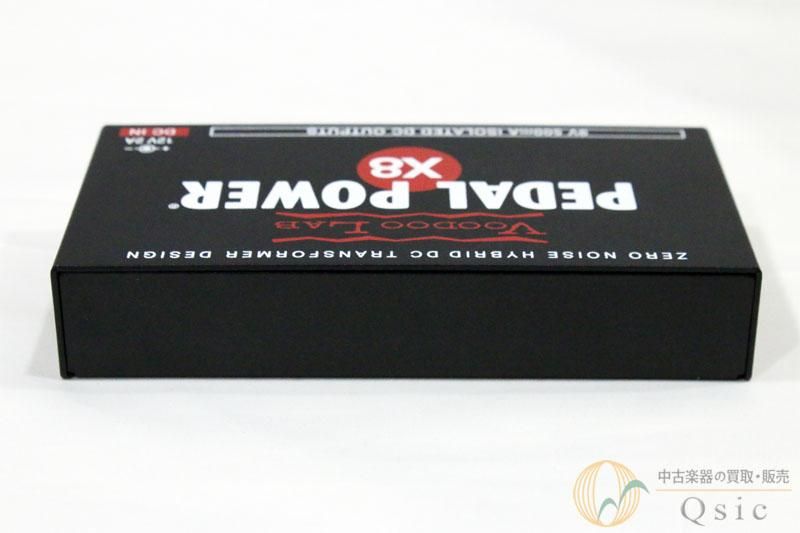 ZERO NOISE HYBRID DC TRANSFORMER DESIGN
VOODOO LAB
PEDAL POWER®
X8
9V 500mA ISOLATED DC OUTPUTS
12V 2A
DC IN
中古楽器の買取・販売
Qsic